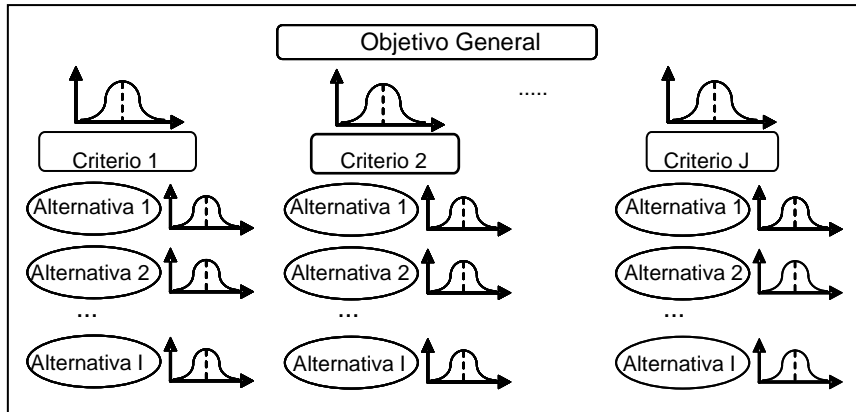 Objetivo General
.....
Criterio 1
Criterio 2
Criterio J
Alternativa 1
Alternativa 1
Alternativa 1
Alternativa 2
Alternativa 2
Alternativa 2
...
...
...
Alternativa I
Alternativa I
Alternativa I